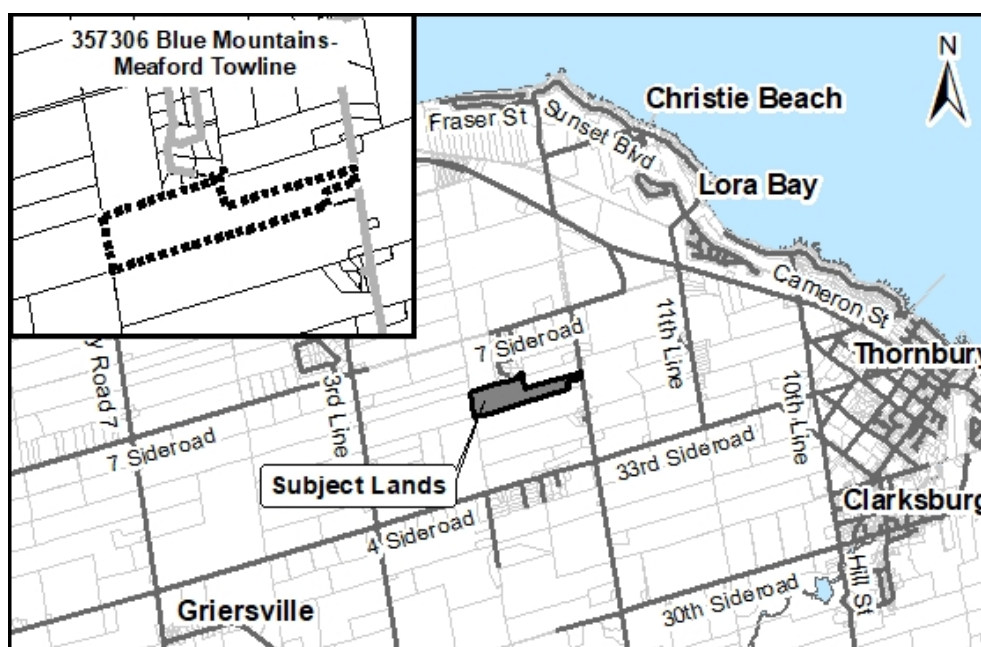 357306 Blue Mountains-
Meaford Towline
N
Christie Beach
Fraser St
Sunset Blvd
Lora Bay
Cameron St
11th Line
7 Sideroad
Thornbury
10th Line
y Road 7
3rd Line
7 Sideroad
33rd Sideroad
Subject Lands
Clarksburg
4 Sideroad
Hill St
30th Sideroad
Griersville